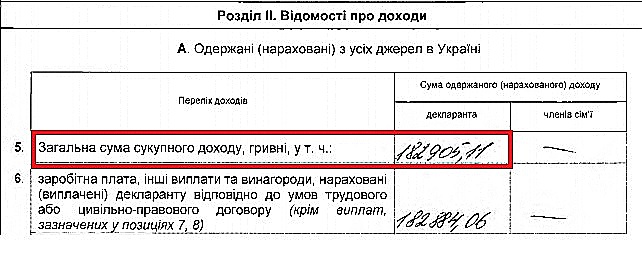 Розділ II. Відомості про доходи
А. Одержані (нараховані) з усіх джерел в Україні
Перелік доходів
Сума одержаного (нарахованого) доходу
декларанта
членів сім'ї
5. Загальна сума сукупного доходу, гривні, у т. ч.: 182905,11 —
6. заробітна плата, інші виплати та винагороди, нараховані
(виплачені) декларанту відповідно до умов трудового
або цивільно-правового договору (крім виплат,
зазначених у позиціях 7, 8) 182884,06 —